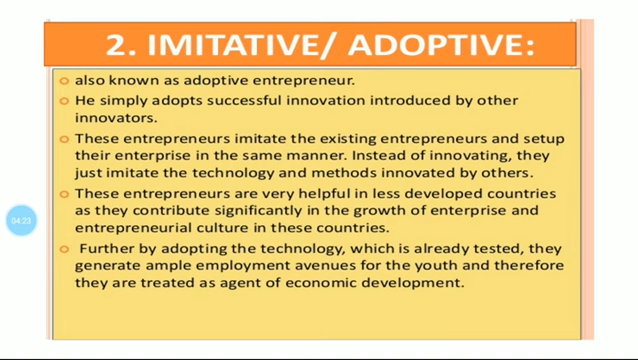 2. IMITATIVE/ ADOPTIVE:
also known as adoptive entrepreneur.
He simply adopts successful innovation introduced by other
innovators.
These entrepreneurs imitate the existing entrepreneurs and setup
their enterprise in the same manner. Instead of innovating, they
just imitate the technology and methods innovated by others.
These entrepreneurs are very helpful in less developed countries
as they contribute significantly in the growth of enterprise and
entrepreneurial culture in these countries.
Further by adopting the technology, which is already tested, they
generate ample employment avenues for the youth and therefore
they are treated as agent of economic development.
04:23